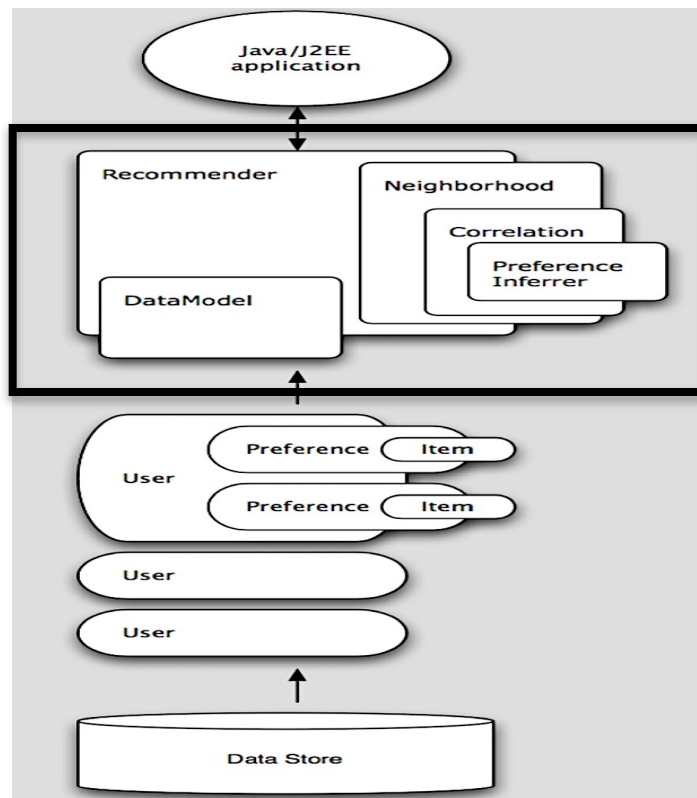 Java/J2EE
application
Recommender
Neighborhood
Correlation
Preference
Inferrer
DataModel
User
Preference
Item
Preference
Item
User
User
Data Store